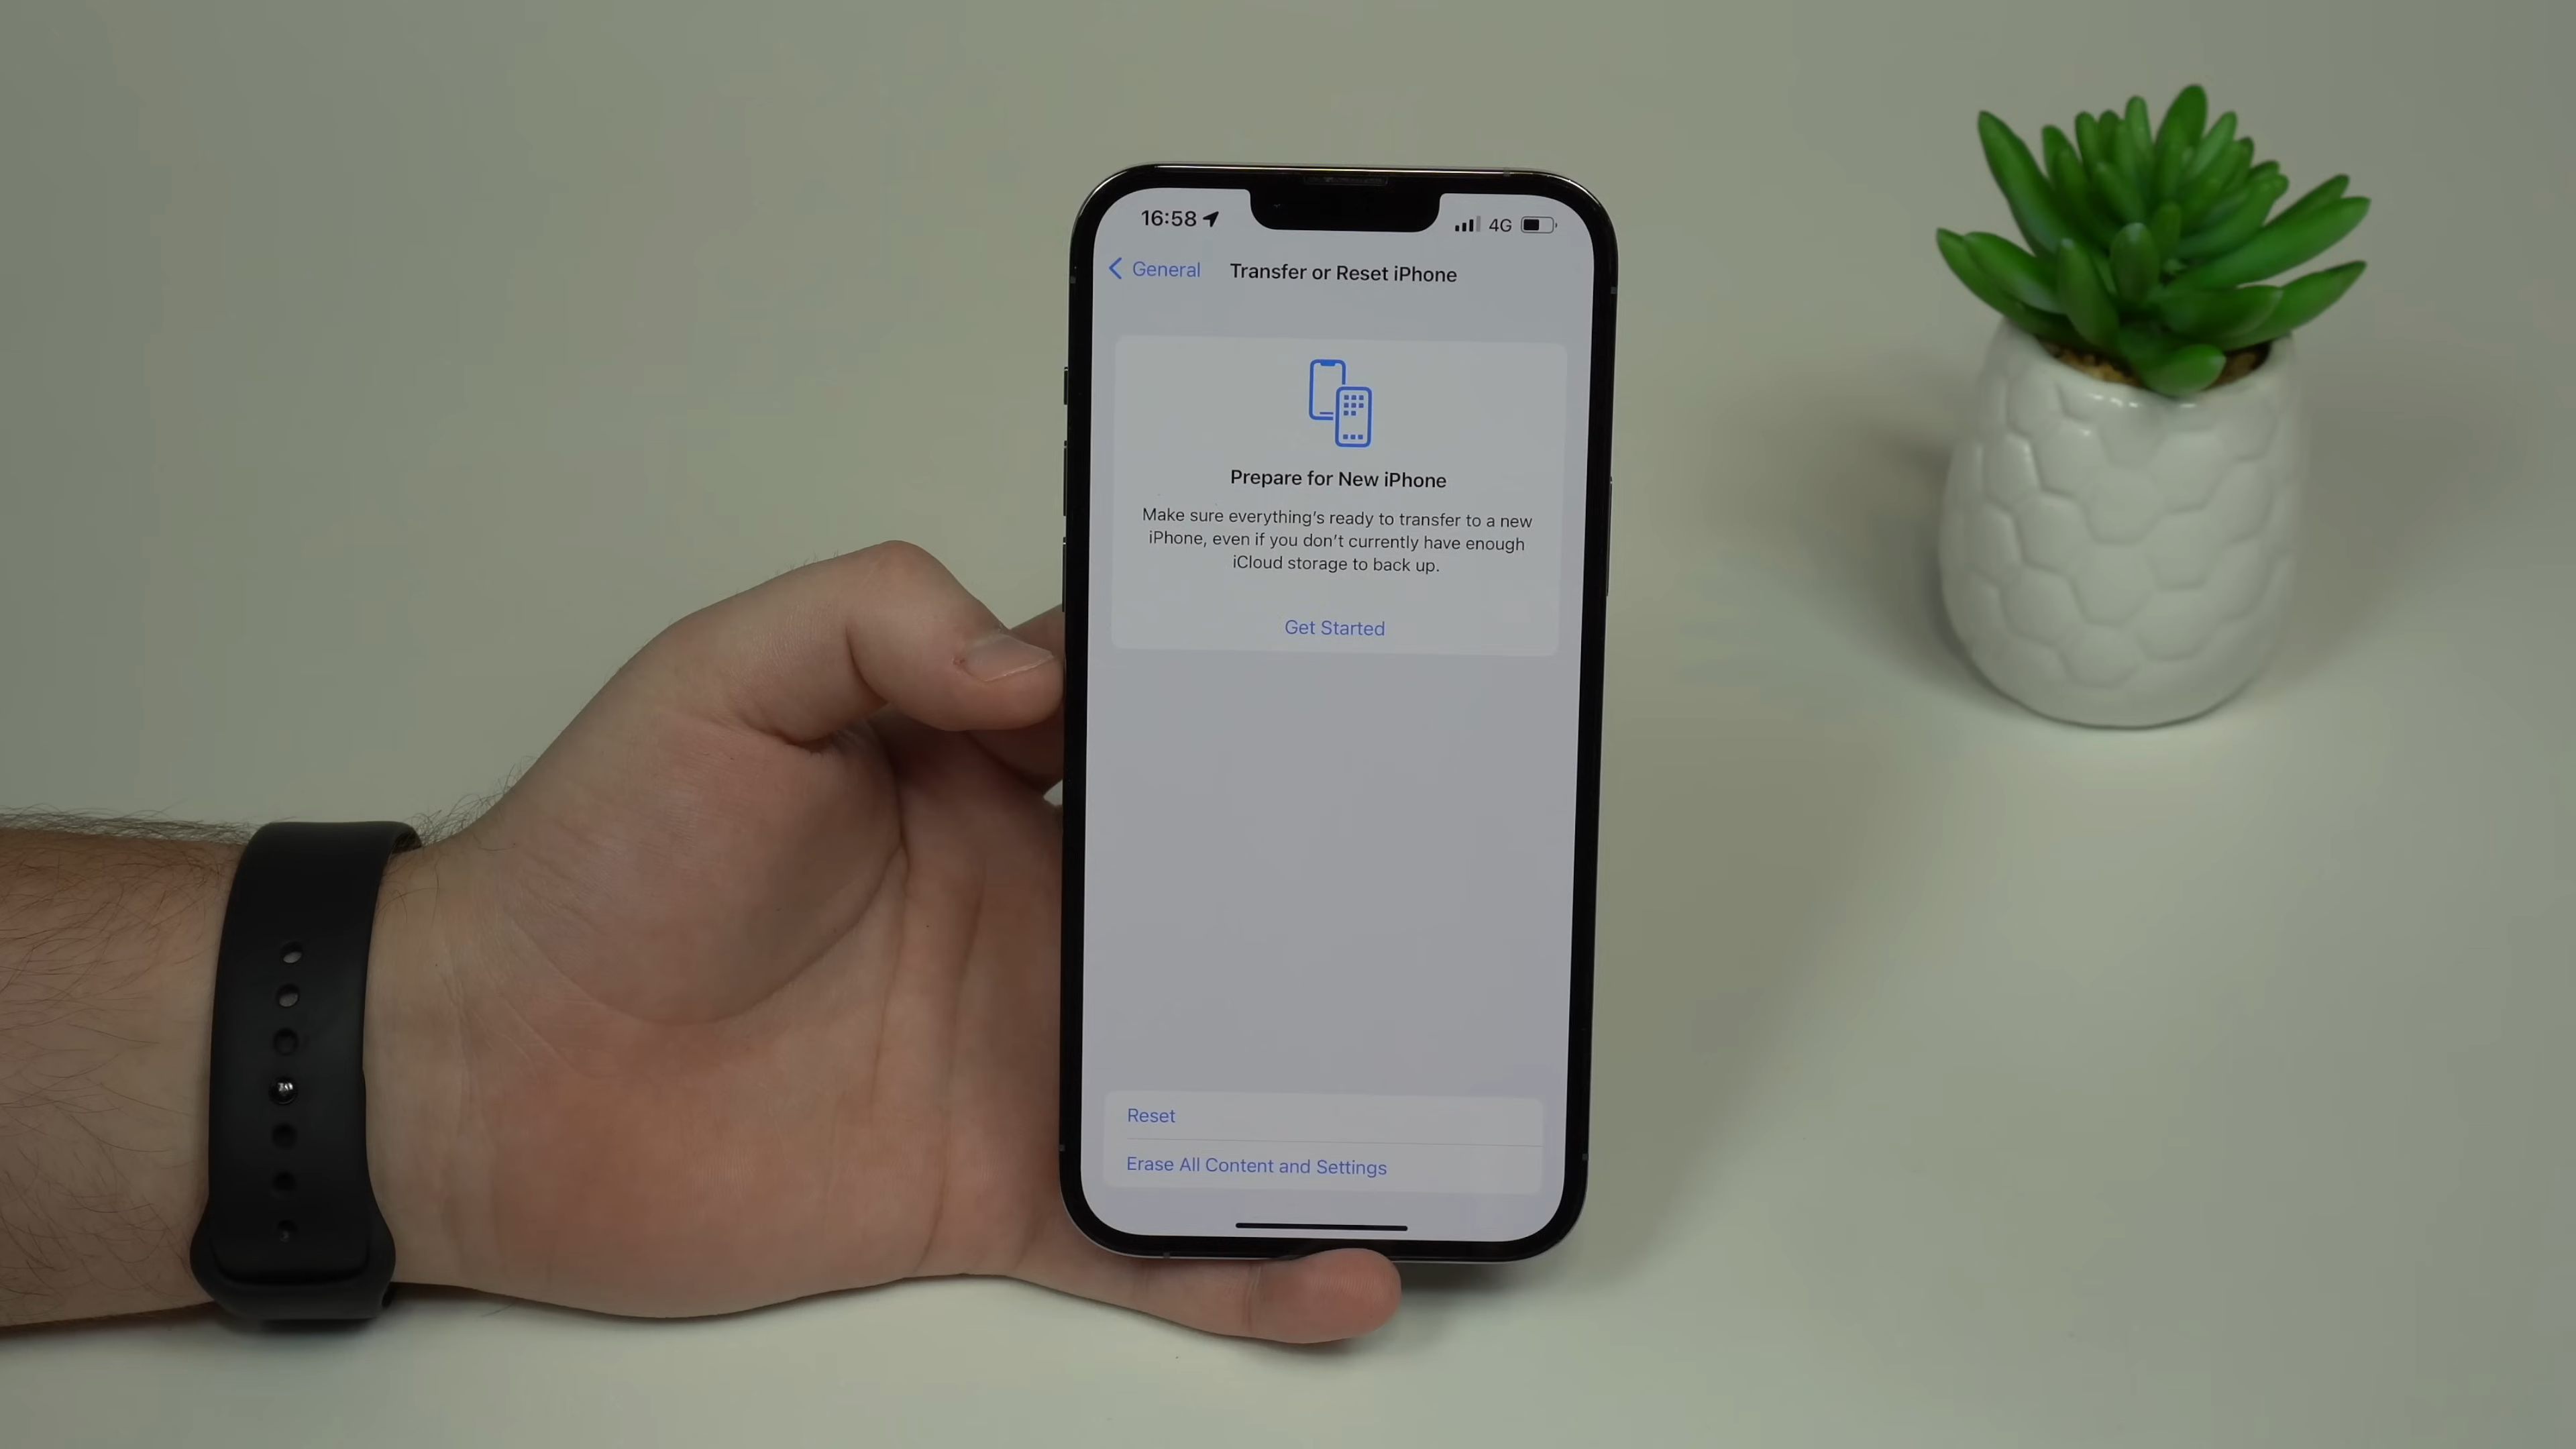 16:58
4G
General
Transfer or Reset iPhone
Prepare for New iPhone
Make sure everything's ready to transfer to a new
iPhone, even if you don't currently have enough
iCloud storage to back up.
Get Started
Reset
Erase All Content and Settings